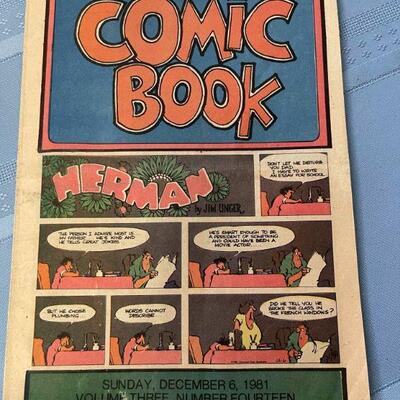 COMIC
BOOK
HERMAN
by JIM UNGER
DON'T LET ME DISTURB
YOU DAD.
I HAVE TO WRITE
AN ESSAY FOR SCHOOL.
THE PERSON I ADMIRE MOST IS
MY FATHER ... HE'S KIND AND
HE TELLS GREAT JOKES.
HE'S SMART ENOUGH TO BE
A PRESIDENT OF SOMETHING
AND COULD HAVE BEEN A
MOVIE ACTOR.
BUT HE CHOSE
PLUMBING...
WORDS CANNOT
DESCRIBE
DID HE TELL YOU HE
BROKE THE GLASS IN
THE FRENCH WINDOWS?
SUNDAY, DECEMBER 6, 1981
VOLUME THREE, NUMBER FOURTEEN